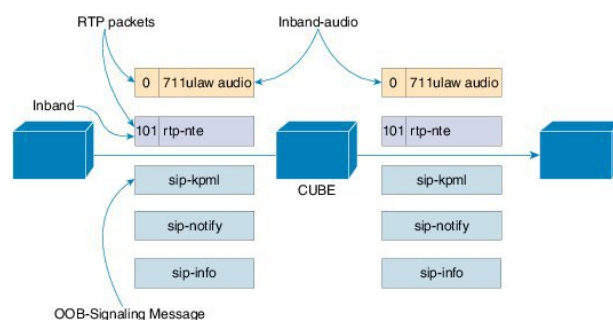 RTP packets
Inband-audio
0 711ulaw audio
0 711ulaw audio
Inband
101 rtp-nte
101 rtp-nte
sip-kpml
CUBE
sip-kpml
sip-notify
sip-notify
sip-info
sip-info
OOB-Signaling Message